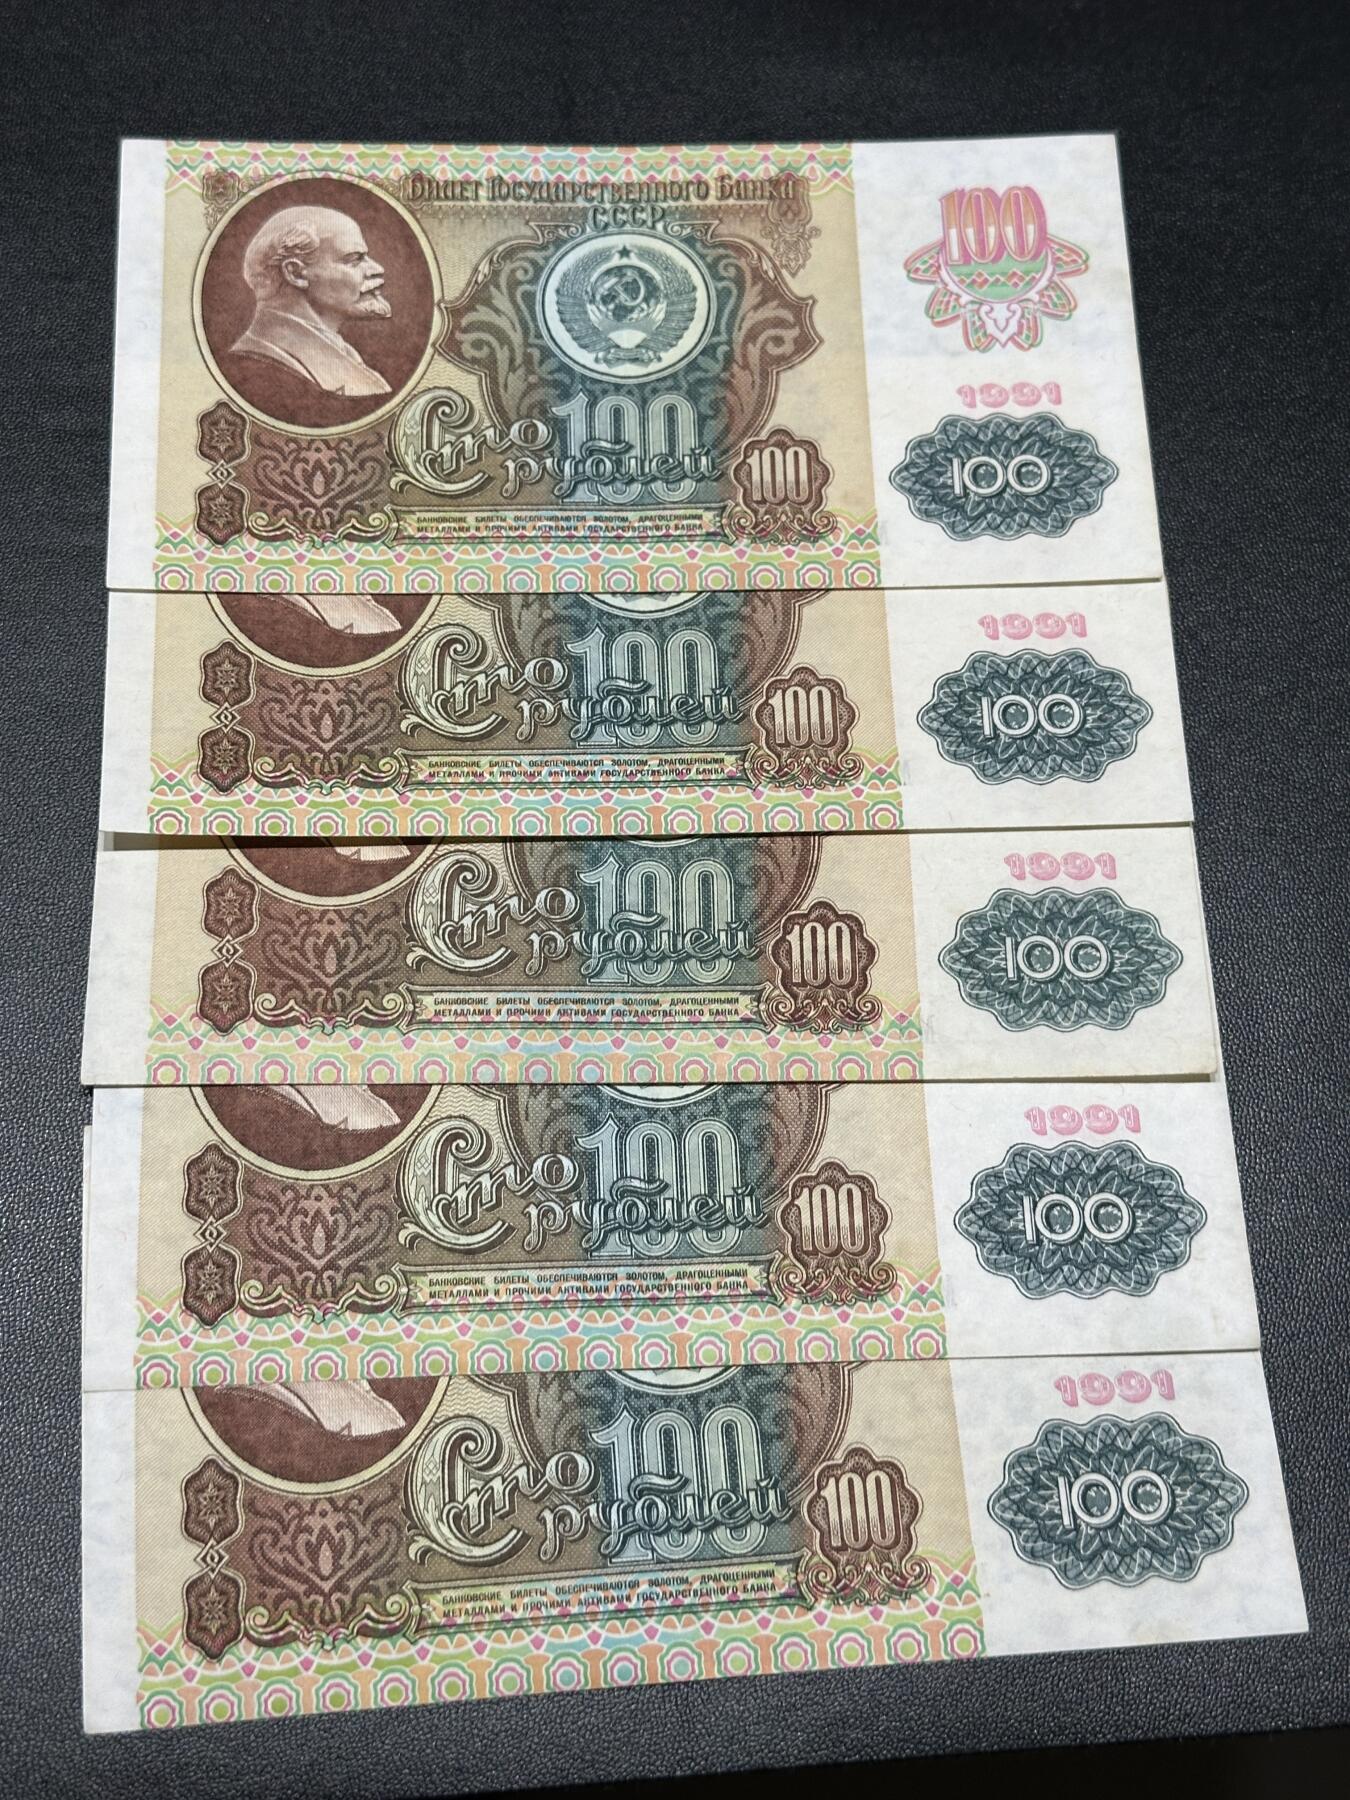 Билет Государственного Банка
СССР
100
1991
100
Сто
рублей
100
100
БАНКОВСКИЕ БИЛЕТЫ ОБЕСПЕЧИВАЮТСЯ ЗОЛОТОМ, ДРАГОЦЕННЫМИ
МЕТАЛЛАМИ И ПРОЧИМИ АКТИВАМИ ГОСУДАРСТВЕННОГО БАНКА
1991
100
Сто
рублей
100
100
БАНКОВСКИЕ БИЛЕТЫ ОБЕСПЕЧИВАЮТСЯ ЗОЛОТОМ, ДРАГОЦЕННЫМИ
МЕТАЛЛАМИ И ПРОЧИМИ АКТИВАМИ ГОСУДАРСТВЕННОГО БАНКА
1991
100
Сто
рублей
100
100
БАНКОВСКИЕ БИЛЕТЫ ОБЕСПЕЧИВАЮТСЯ ЗОЛОТОМ, ДРАГОЦЕННЫМИ
МЕТАЛЛАМИ И ПРОЧИМИ АКТИВАМИ ГОСУДАРСТВЕННОГО БАНКА
1991
100
Сто
рублей
100
100
БАНКОВСКИЕ БИЛЕТЫ ОБЕСПЕЧИВАЮТСЯ ЗОЛОТОМ, ДРАГОЦЕННЫМИ
МЕТАЛЛАМИ И ПРОЧИМИ АКТИВАМИ ГОСУДАРСТВЕННОГО БАНКА
1991
100
Сто
рублей
100
100
БАНКОВСКИЕ БИЛЕТЫ ОБЕСПЕЧИВАЮТСЯ ЗОЛОТОМ, ДРАГОЦЕННЫМИ
МЕТАЛЛАМИ И ПРОЧИМИ АКТИВАМИ ГОСУДАРСТВЕННОГО БАНКА